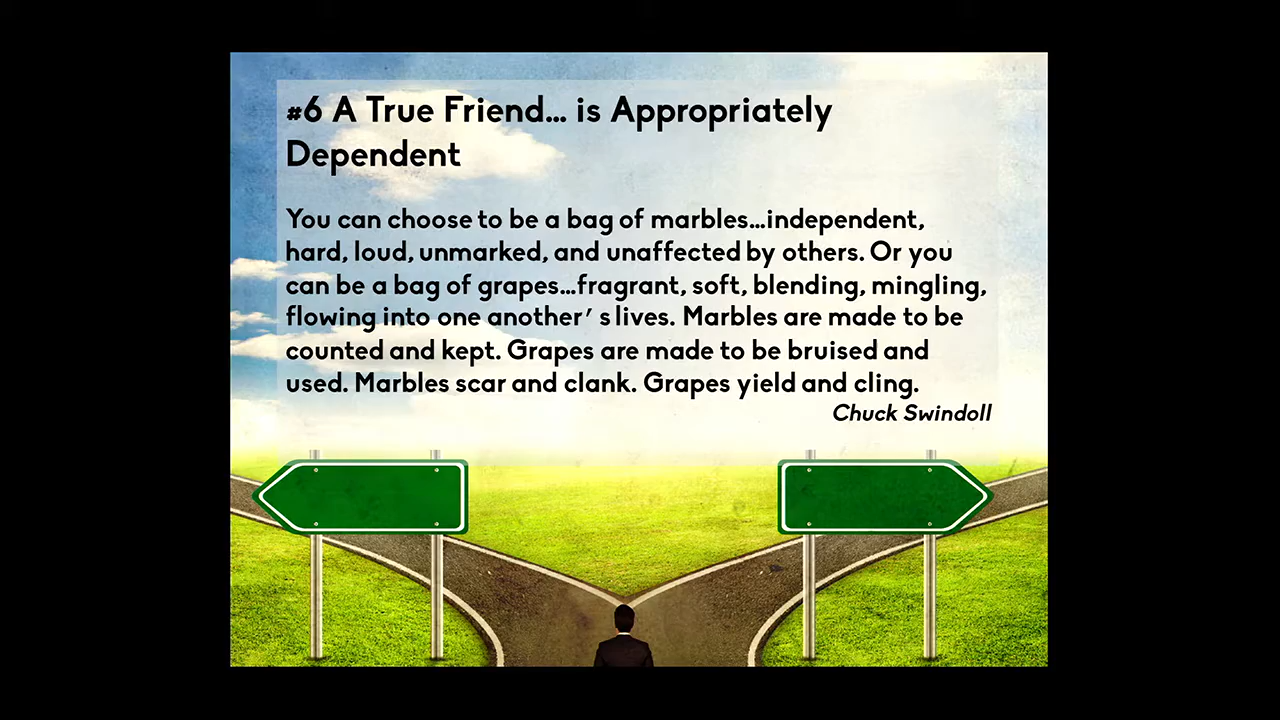 #6 A True Friend... is Appropriately
Dependent
You can choose to be a bag of marbles...independent,
hard, loud, unmarked, and unaffected by others. Or you
can be a bag of grapes...fragrant, soft, blending, mingling,
flowing into one another’ s lives. Marbles are made to be
counted and kept. Grapes are made to be bruised and
used. Marbles scar and clank. Grapes yield and cling.
Chuck Swindoll